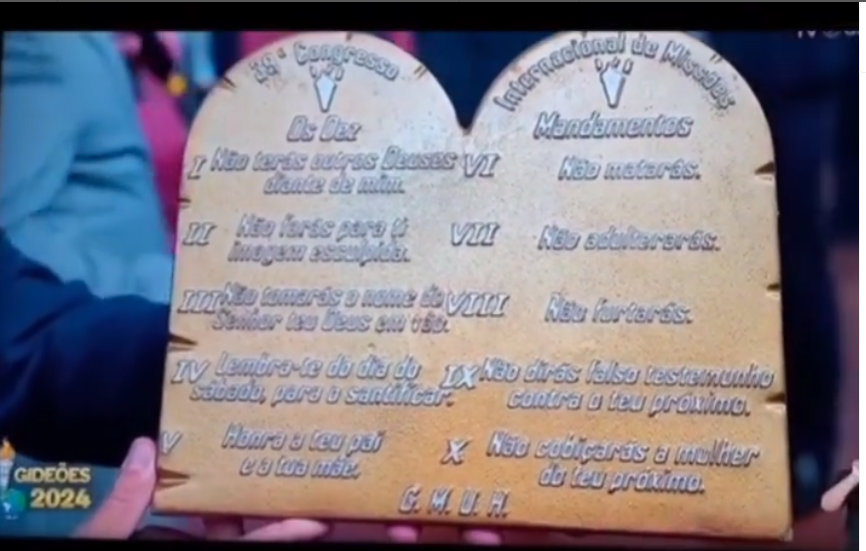 39º Congresso
Internacional de Missões
Os Dez
Mandamentos
I Não terás outros Deuses
diante de mim.
II Não farás para ti
imagem esculpida.
III Não tomarás o nome do
Senhor teu Deus em vão.
IV Lembra-te do dia do
sábado, para o santificar.
V Honra a teu pai
e a tua mãe.
VI Não matarás.
VII Não adulterarás.
VIII Não furtarás.
IX Não dirás falso testemunho
contra o teu próximo.
X Não cobiçarás a mulher
do teu próximo.
G. M. U. H.
GIDEÕES
2024